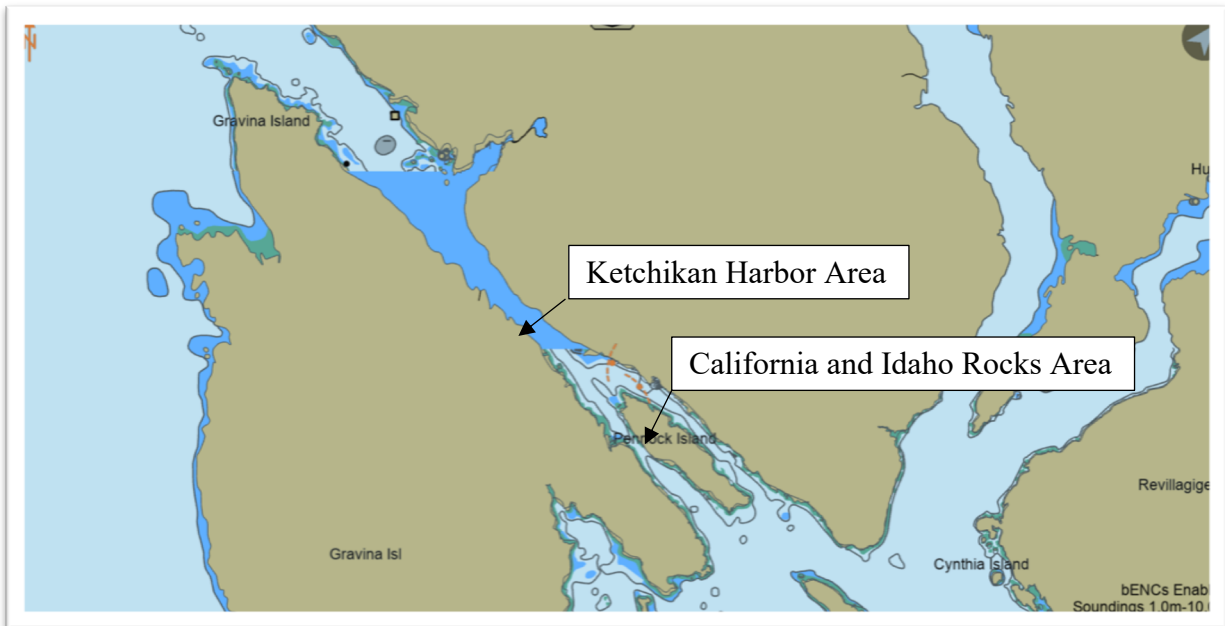 Gravina Island
Hu
Ketchikan Harbor Area
California and Idaho Rocks Area
Pennock Island
Revillagige
Gravina Isl
Cynthia Island
bENCs Enabl
Soundings 1.0m-10.